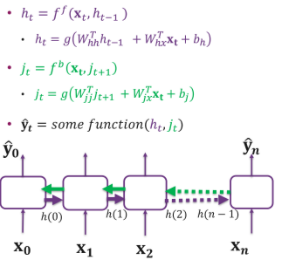 • h_t = f^f (x_t, h_{t−1})
• h_t = g(W_{hh}^T h_{t−1} + W_{hx}^T x_t + b_h)
• j_t = f^b(x_t, j_{t+1})
• j_t = g(W_{jj}^T j_{t+1} + W_{jx}^T x_t + b_j)
• ŷ_t = some function(h_t, j_t)
ŷ_0 ŷ_n
h(0) h(1) h(2) h(n − 1)
x_0 x_1 x_2 x_n